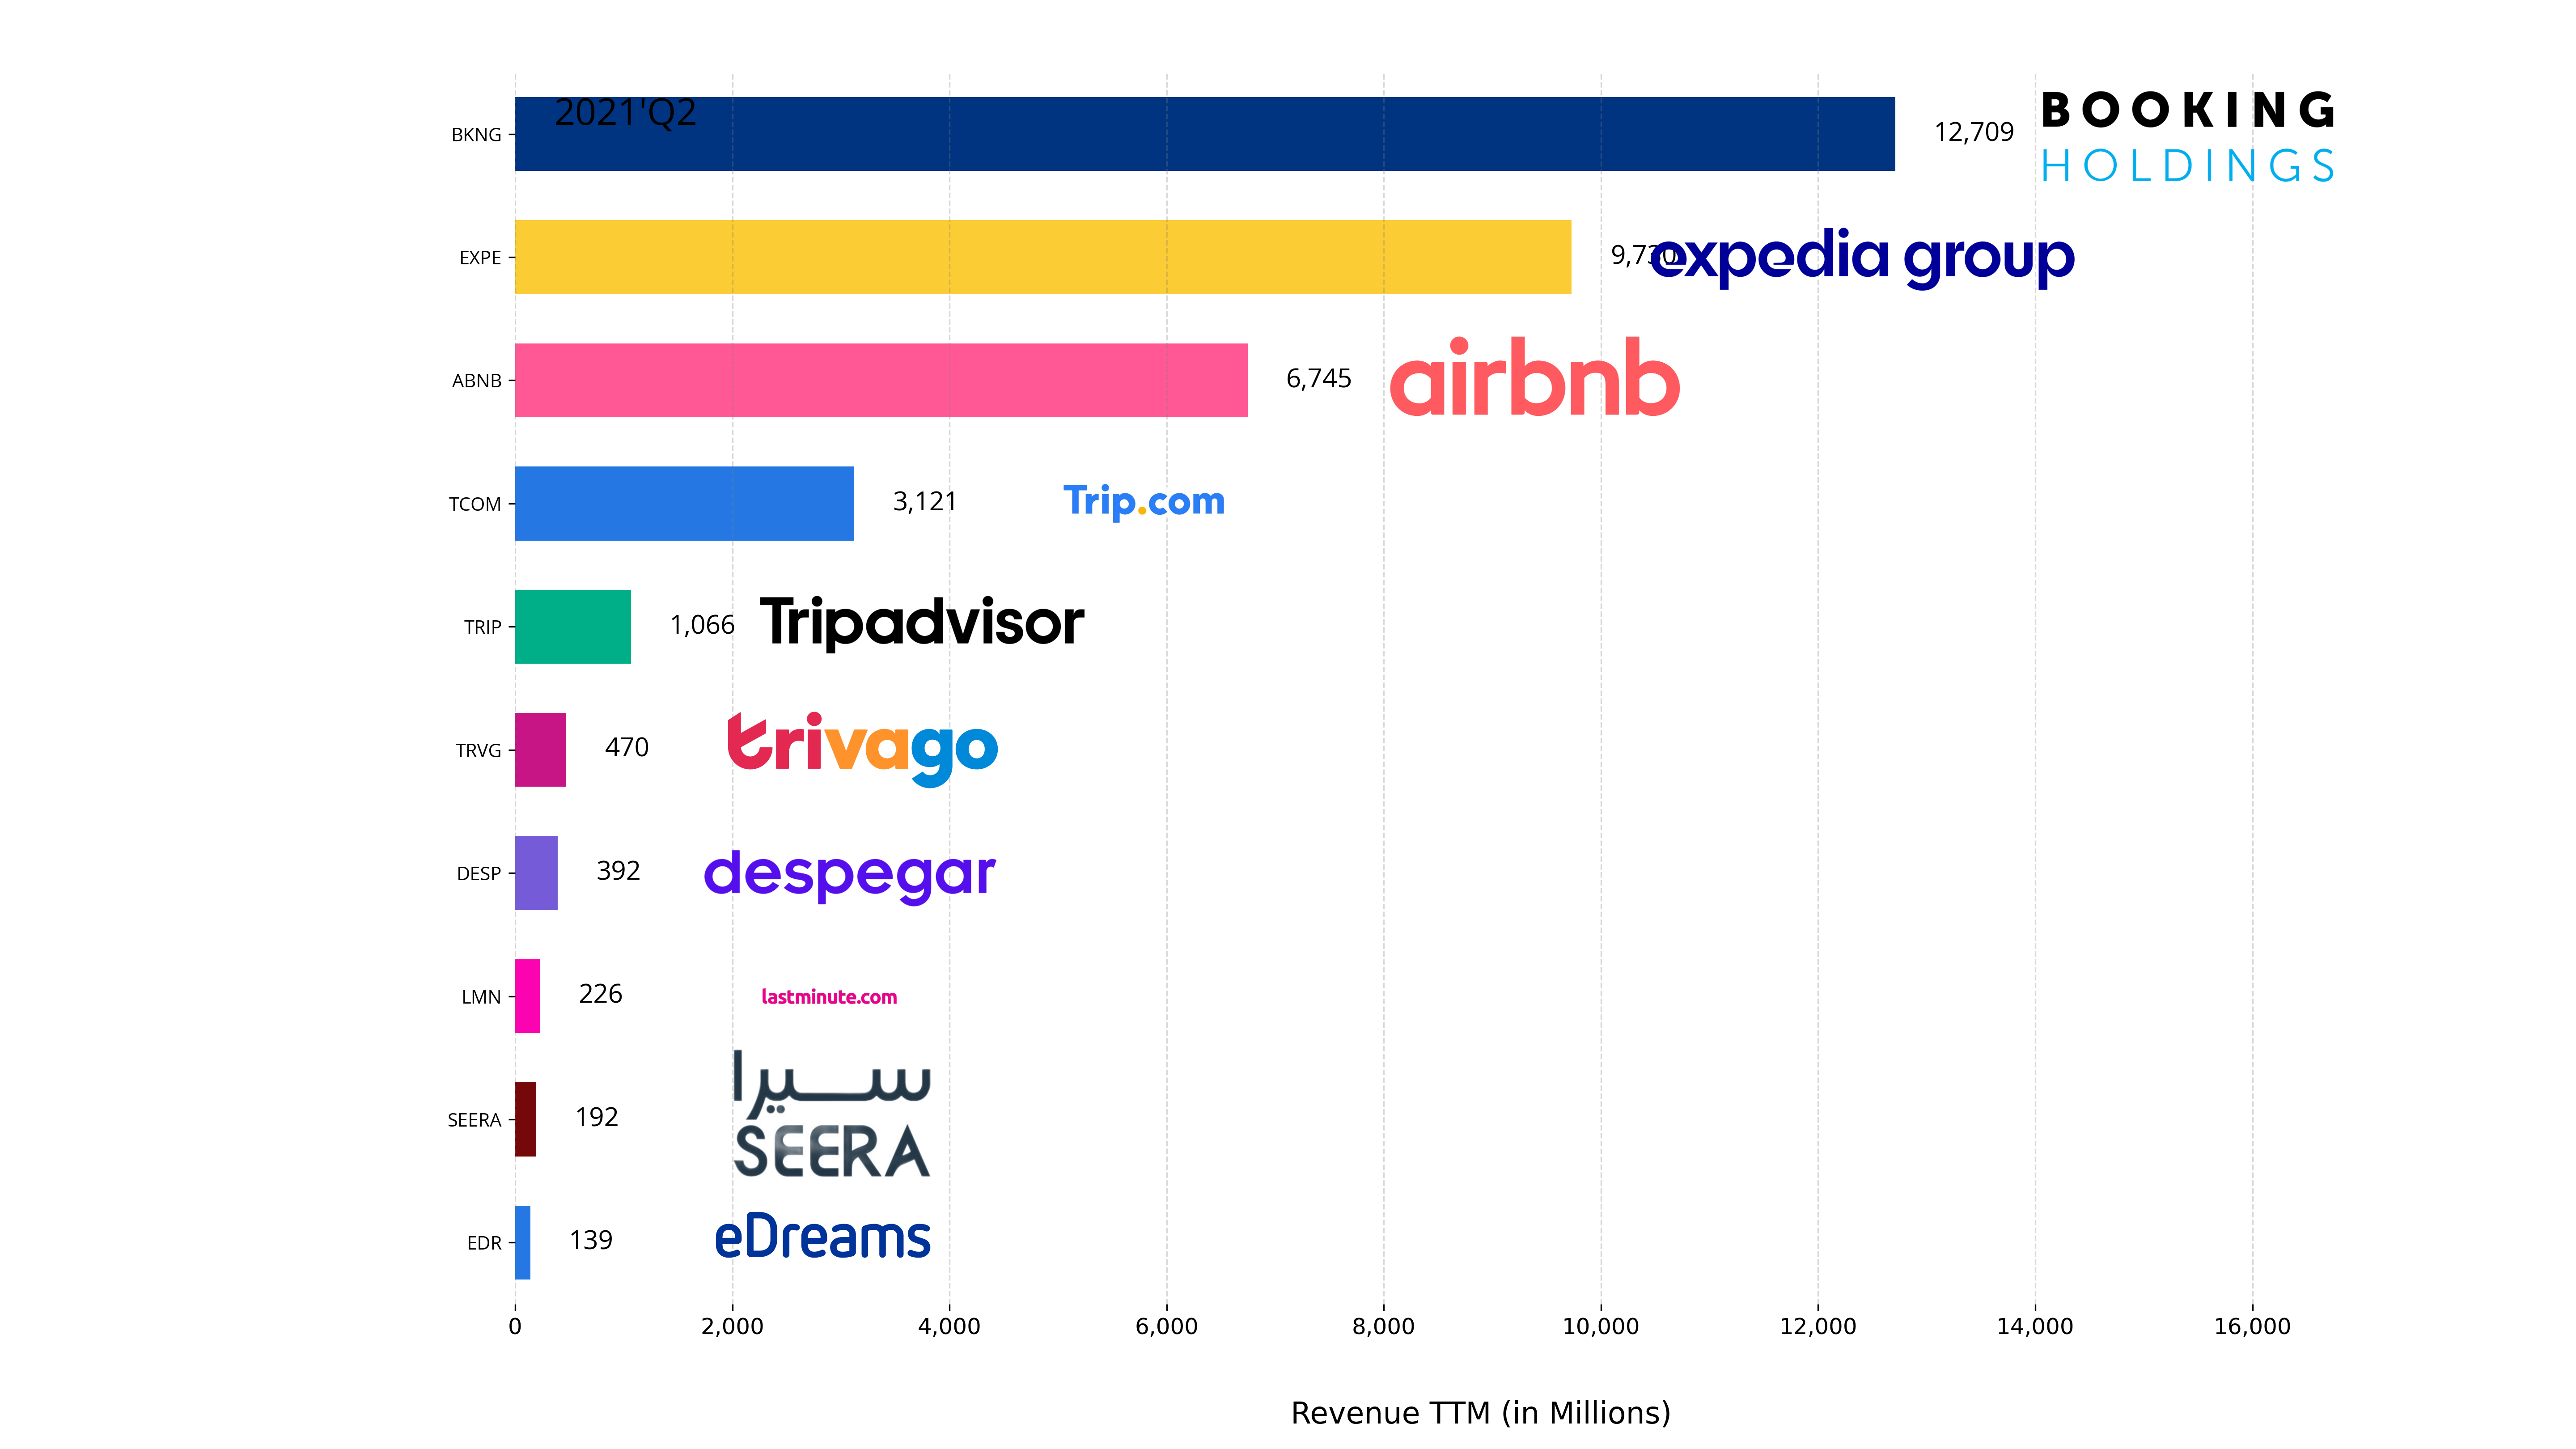 2021'Q2
BKNG 12,709 BOOKING
HOLDINGS
EXPE 9,730 expedia group
ABNB 6,745 airbnb
TCOM 3,121 Trip.com
TRIP 1,066 Tripadvisor
TRVG 470 trivago
DESP 392 despegar
LMN 226 lastminute.com
سيرا
SEERA 192 SEERA
EDR 139 eDreams
0 2,000 4,000 6,000 8,000 10,000 12,000 14,000 16,000
Revenue TTM (in Millions)